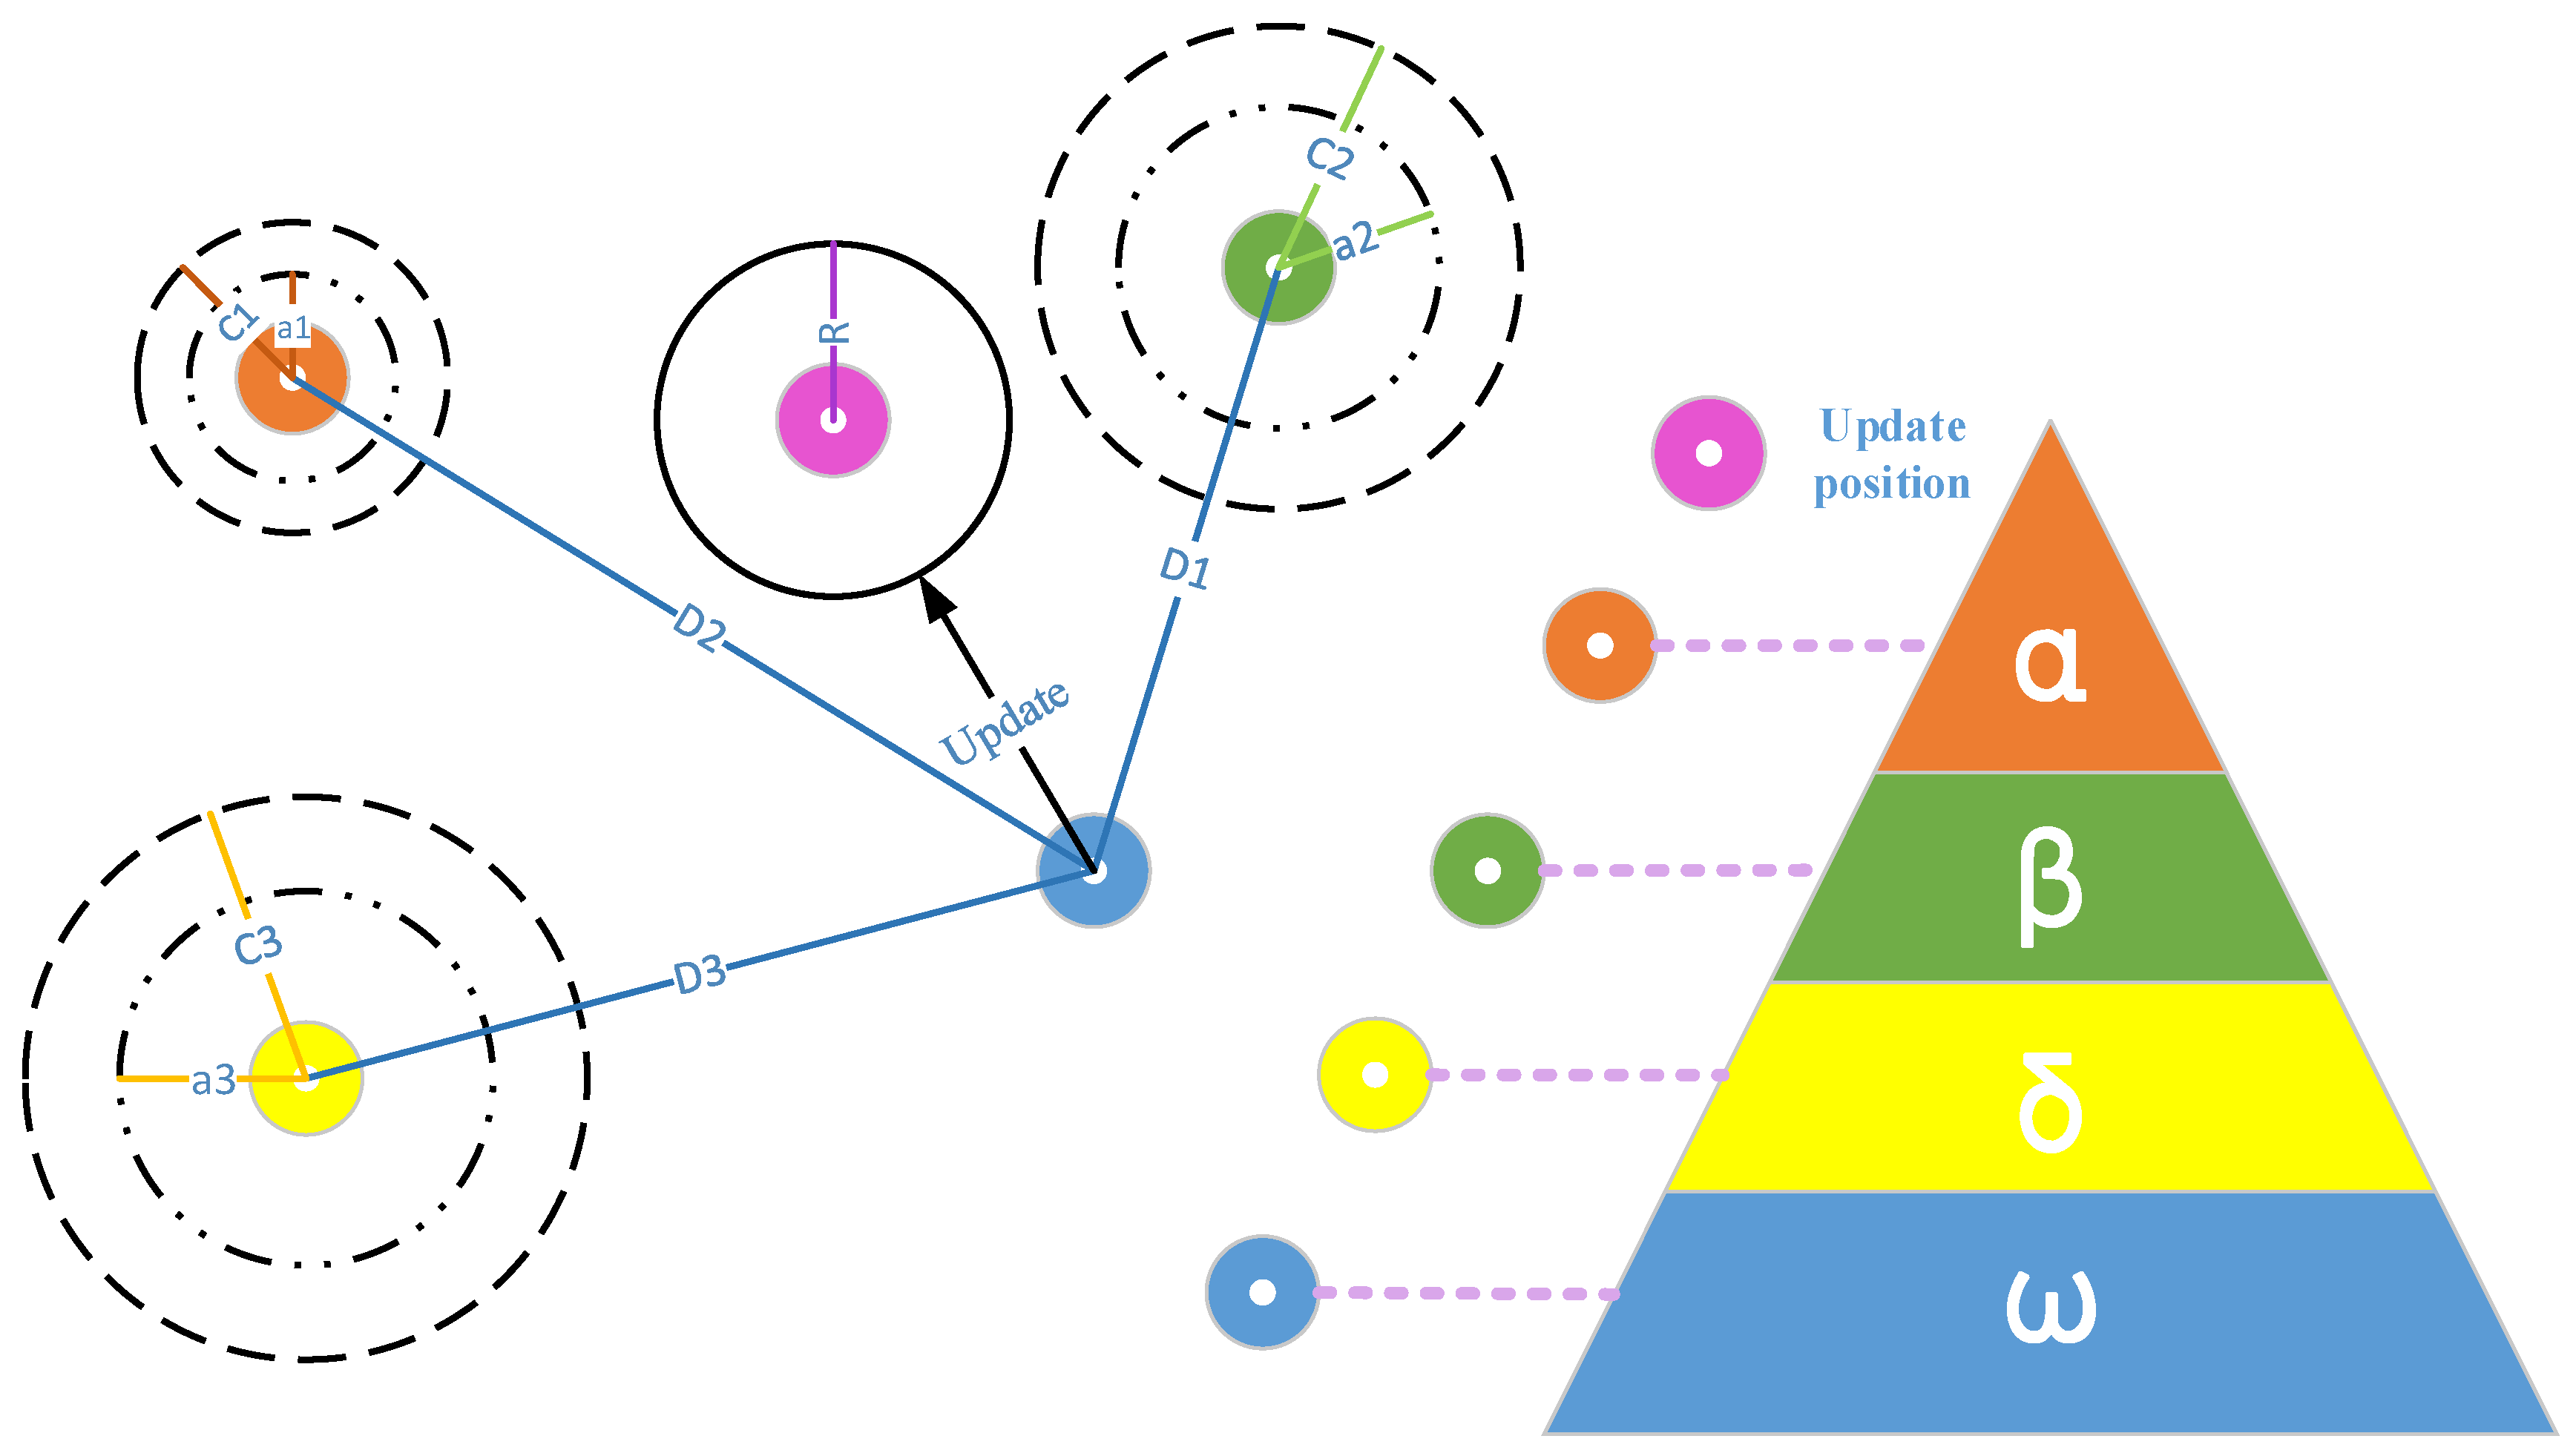 C2
a2
C1
a1
R
Update
position
D1
D2
α
Update
β
C3
D3
a3
δ
ω